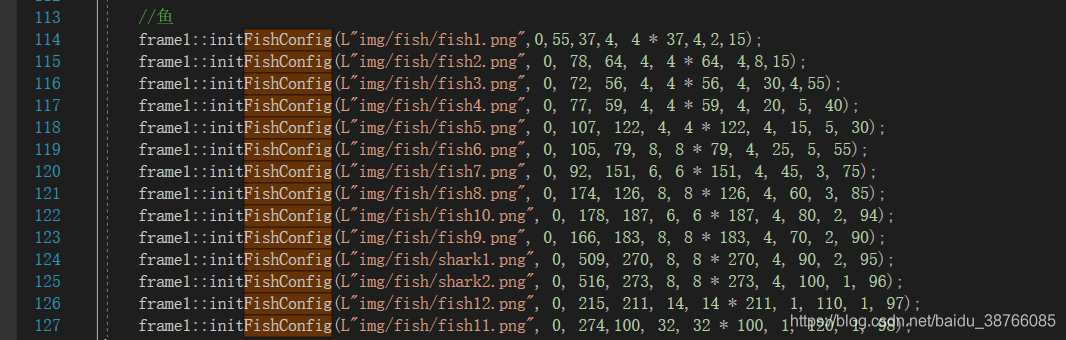 113 //鱼
114 frame1::initFishConfig(L"img/fish/fish1.png",0,55,37,4, 4 * 37,4,2,15);
115 frame1::initFishConfig(L"img/fish/fish2.png", 0, 78, 64, 4, 4 * 64, 4,8,15);
116 frame1::initFishConfig(L"img/fish/fish3.png", 0, 72, 56, 4, 4 * 56, 4, 30,4,55);
117 frame1::initFishConfig(L"img/fish/fish4.png", 0, 77, 59, 4, 4 * 59, 4, 20, 5, 40);
118 frame1::initFishConfig(L"img/fish/fish5.png", 0, 107, 122, 4, 4 * 122, 4, 15, 5, 30);
119 frame1::initFishConfig(L"img/fish/fish6.png", 0, 105, 79, 8, 8 * 79, 4, 25, 5, 55);
120 frame1::initFishConfig(L"img/fish/fish7.png", 0, 92, 151, 6, 6 * 151, 4, 45, 3, 75);
121 frame1::initFishConfig(L"img/fish/fish8.png", 0, 174, 126, 8, 8 * 126, 4, 60, 3, 85);
122 frame1::initFishConfig(L"img/fish/fish10.png", 0, 178, 187, 6, 6 * 187, 4, 80, 2, 94);
123 frame1::initFishConfig(L"img/fish/fish9.png", 0, 166, 183, 8, 8 * 183, 4, 70, 2, 90);
124 frame1::initFishConfig(L"img/fish/shark1.png", 0, 509, 270, 8, 8 * 270, 4, 90, 2, 95);
125 frame1::initFishConfig(L"img/fish/shark2.png", 0, 516, 273, 8, 8 * 273, 4, 100, 1, 96);
126 frame1::initFishConfig(L"img/fish/fish12.png", 0, 215, 211, 14, 14 * 211, 1, 110, 1, 97);
127 frame1::initFishConfig(L"img/fish/fish11.png", 0, 274,100, 32, 32 * 100, 1, 120, 1, 98);
https://blog.csdn.net/baidu_38766085